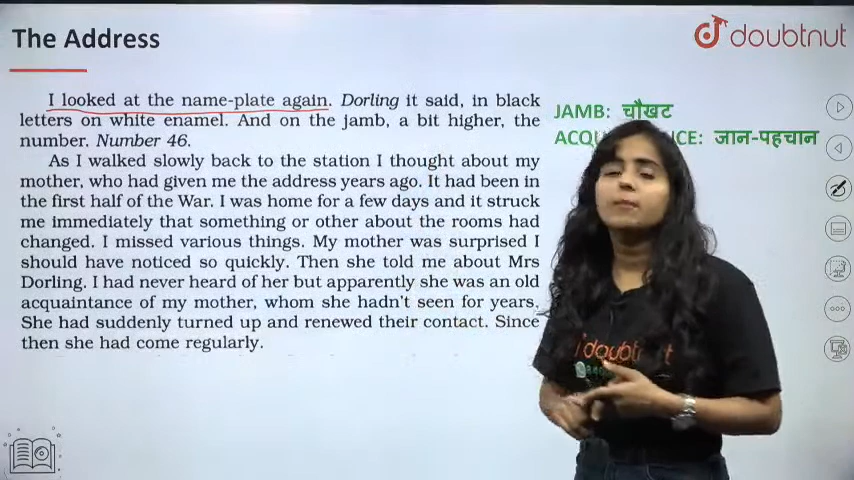 The Address
doubtnut
I looked at the name-plate again. Dorling it said, in black
letters on white enamel. And on the jamb, a bit higher, the
number. Number 46.
As I walked slowly back to the station I thought about my
mother, who had given me the address years ago. It had been in
the first half of the War. I was home for a few days and it struck
me immediately that something or other about the rooms had
changed. I missed various things. My mother was surprised I
should have noticed so quickly. Then she told me about Mrs
Dorling. I had never heard of her but apparently she was an old
acquaintance of my mother, whom she hadn't seen for years.
She had suddenly turned up and renewed their contact. Since
then she had come regularly.
JAMB: चौखट
जान-पहचान
doubtnut